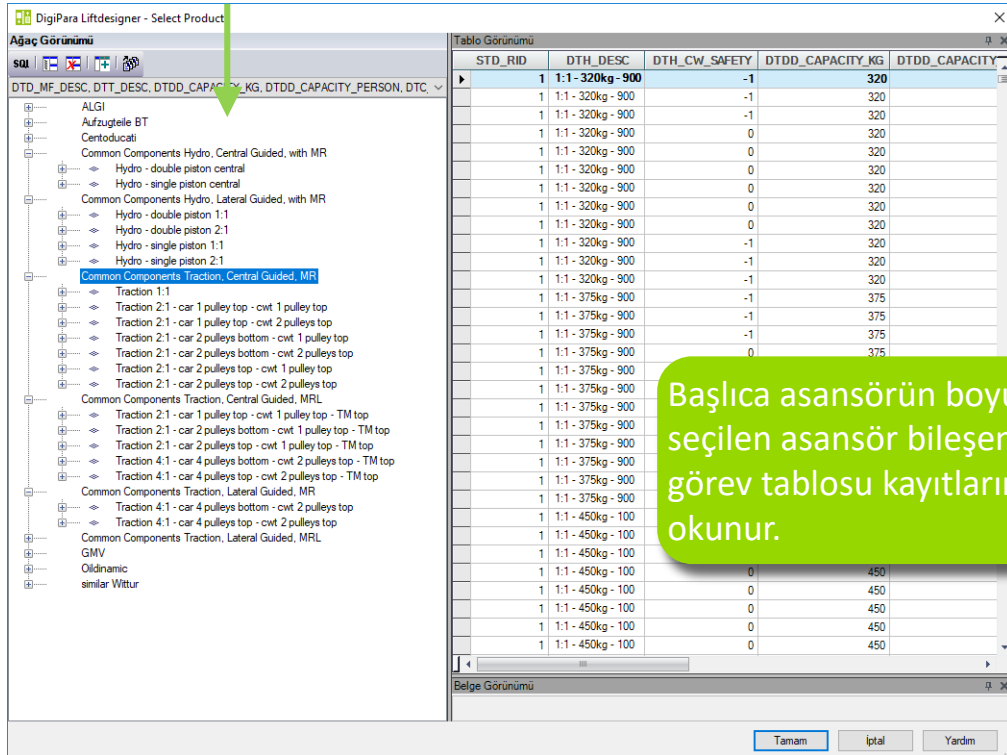 DigiPara Liftdesigner - Select Product
Ağaç Görünümü
SQL
DTD_MF_DESC, DTT_DESC, DTDD_CAPACITY_KG, DTDD_CAPACITY_PERSON, DTC_
ALGI
Aufzugteile BT
Centoducati
Common Components Hydro, Central Guided, with MR
Hydro - double piston central
Hydro - single piston central
Common Components Hydro, Lateral Guided, with MR
Hydro - double piston 1:1
Hydro - double piston 2:1
Hydro - single piston 1:1
Hydro - single piston 2:1
Common Components Traction, Central Guided, MR
Traction 1:1
Traction 2:1 - car 1 pulley top - cwt 1 pulley top
Traction 2:1 - car 1 pulley top - cwt 2 pulleys top
Traction 2:1 - car 2 pulleys bottom - cwt 1 pulley top
Traction 2:1 - car 2 pulleys bottom - cwt 2 pulleys top
Traction 2:1 - car 2 pulleys top - cwt 1 pulley top
Traction 2:1 - car 2 pulleys top - cwt 2 pulleys top
Common Components Traction, Central Guided, MRL
Traction 2:1 - car 1 pulley top - cwt 1 pulley top - TM top
Traction 2:1 - car 2 pulleys bottom - cwt 1 pulley top - TM top
Traction 2:1 - car 2 pulleys top - cwt 1 pulley top - TM top
Traction 4:1 - car 4 pulleys bottom - cwt 2 pulleys top - TM top
Traction 4:1 - car 4 pulleys top - cwt 2 pulleys top - TM top
Common Components Traction, Lateral Guided, MR
Traction 4:1 - car 4 pulleys bottom - cwt 2 pulleys top
Traction 4:1 - car 4 pulleys top - cwt 2 pulleys top
Common Components Traction, Lateral Guided, MRL
GMV
Oildinamic
similar Wittur
Tablo Görünümü
STD_RID DTH_DESC DTH_CW_SAFETY DTDD_CAPACITY_KG DTDD_CAPACITY
1 1:1 - 320kg - 900 -1 320
1 1:1 - 320kg - 900 -1 320
1 1:1 - 320kg - 900 -1 320
1 1:1 - 320kg - 900 0 320
1 1:1 - 320kg - 900 0 320
1 1:1 - 320kg - 900 0 320
1 1:1 - 320kg - 900 0 320
1 1:1 - 320kg - 900 0 320
1 1:1 - 320kg - 900 0 320
1 1:1 - 320kg - 900 -1 320
1 1:1 - 320kg - 900 -1 320
1 1:1 - 320kg - 900 -1 320
1 1:1 - 375kg - 900 -1 375
1 1:1 - 375kg - 900 -1 375
1 1:1 - 375kg - 900 -1 375
1 1:1 - 375kg - 900 0 375
1 1:1 - 375kg - 900
1 1:1 - 375kg - 900
1 1:1 - 375kg - 900
1 1:1 - 375kg - 900
1 1:1 - 375kg - 900
1 1:1 - 375kg - 900
1 1:1 - 375kg - 900
1 1:1 - 375kg - 900
1 1:1 - 450kg - 100
1 1:1 - 450kg - 100
1 1:1 - 450kg - 100
1 1:1 - 450kg - 100 0 450
1 1:1 - 450kg - 100 0 450
1 1:1 - 450kg - 100 0 450
1 1:1 - 450kg - 100 0 450
1 1:1 - 450kg - 100 0 450
Başlıca asansörün boyu
seçilen asansör bileşen
görev tablosu kayıtların
okunur.
Belge Görünümü
Tamam İptal Yardım